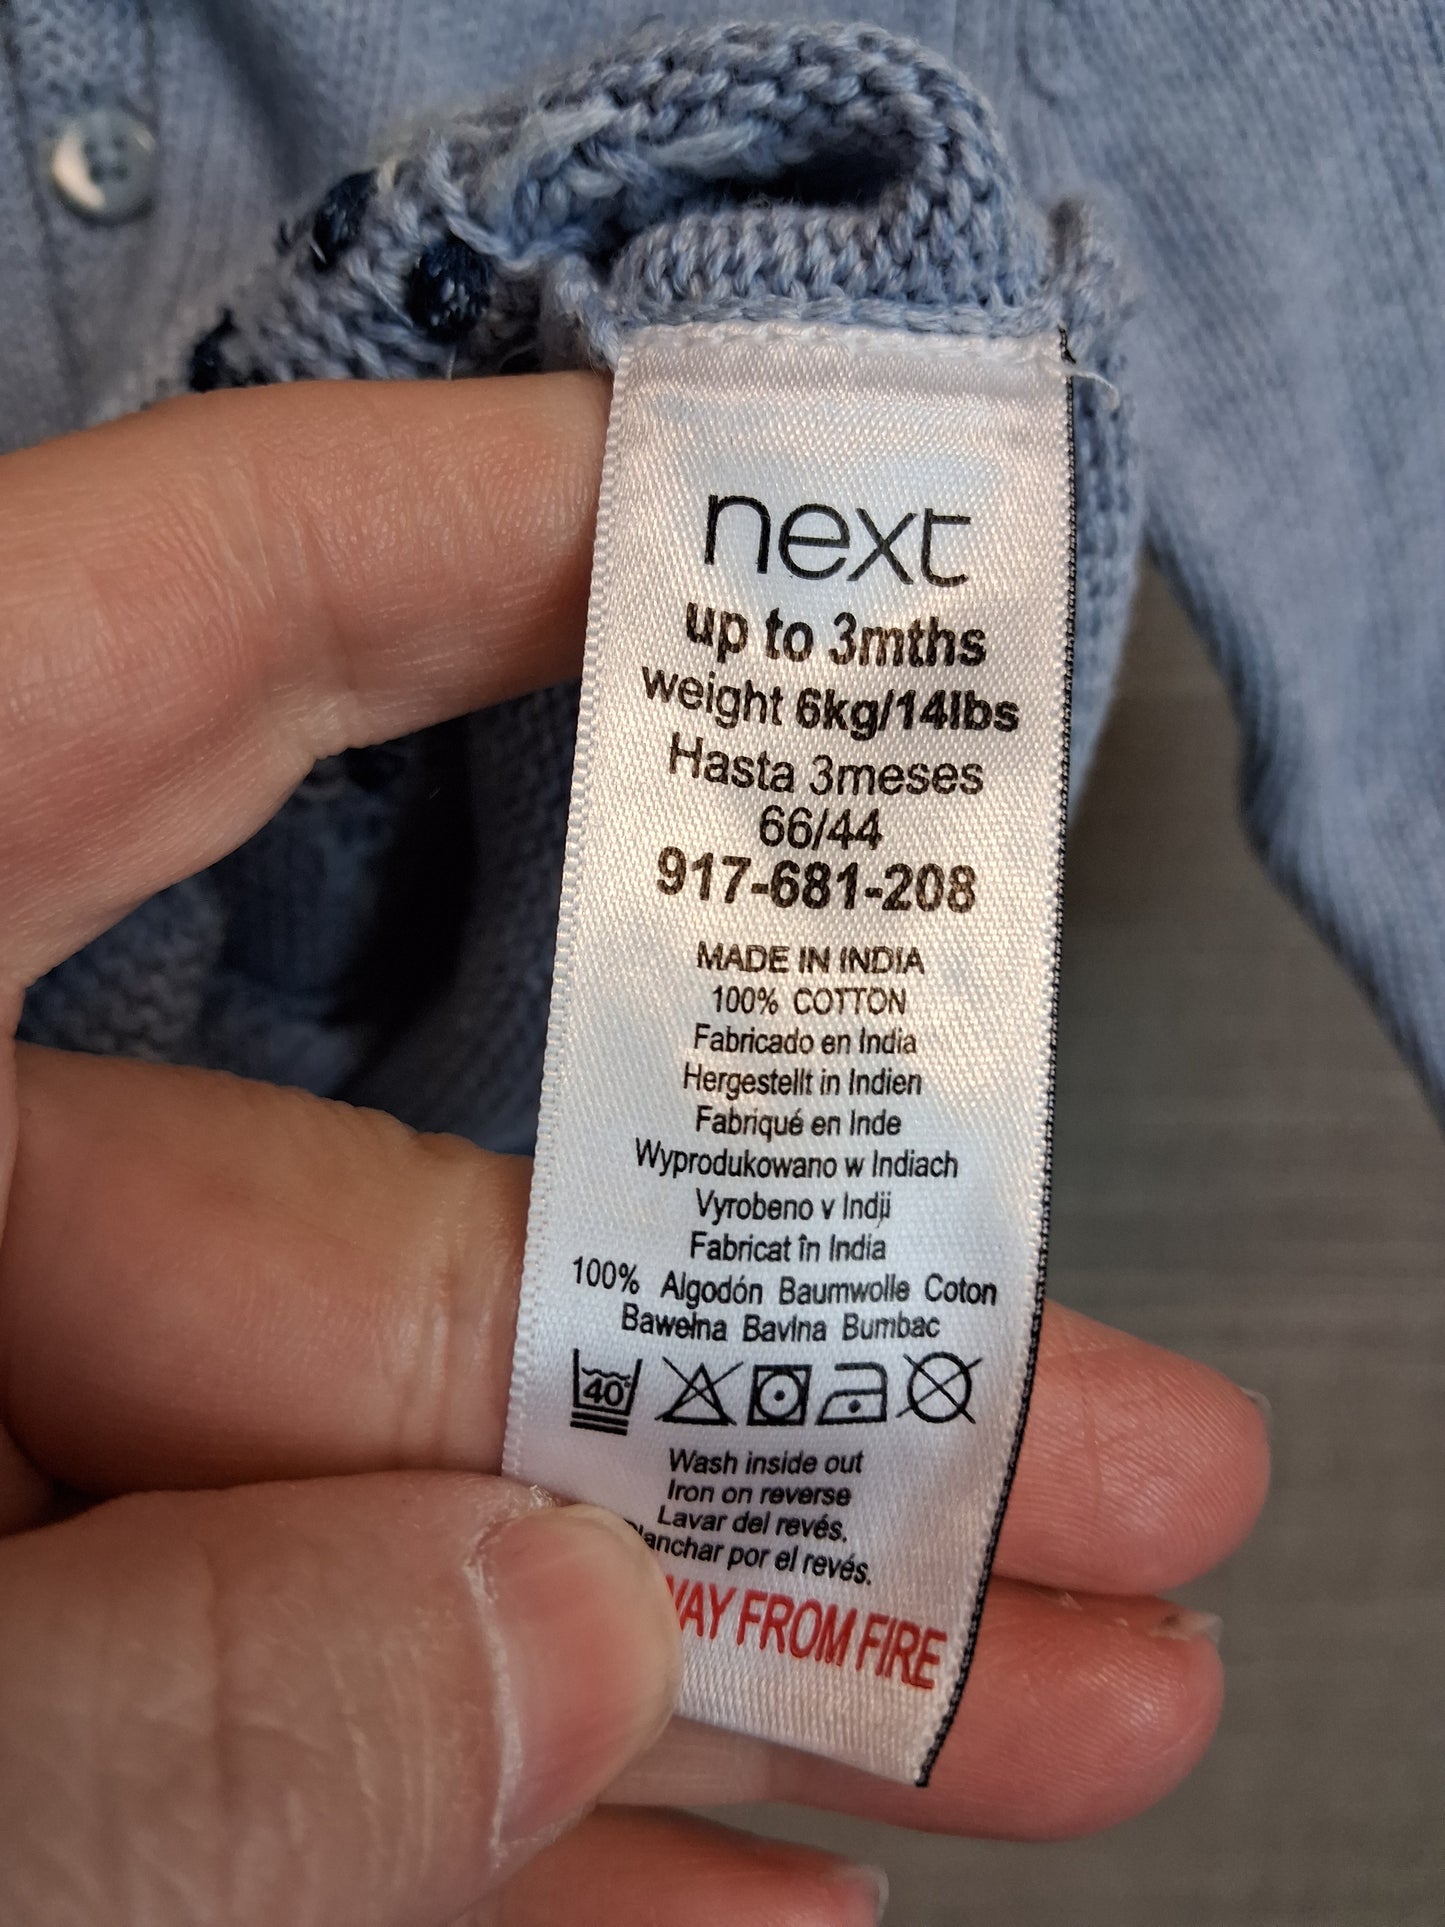 next
up to 3mths
weight 6kg/14lbs
Hasta 3meses
66/44
917-681-208
MADE IN INDIA
100% COTTON
Fabricado en India
Hergestellt in Indien
Fabriqué en Inde
Wyprodukowano w Indiach
Vyrobeno v Indji
Fabricat în India
100% Algodón Baumwolle Coton
Bawełna Bavlna Bumbac
40°
Wash inside out
Iron on reverse
Lavar del revés.
por el revés.
FROM FIRE